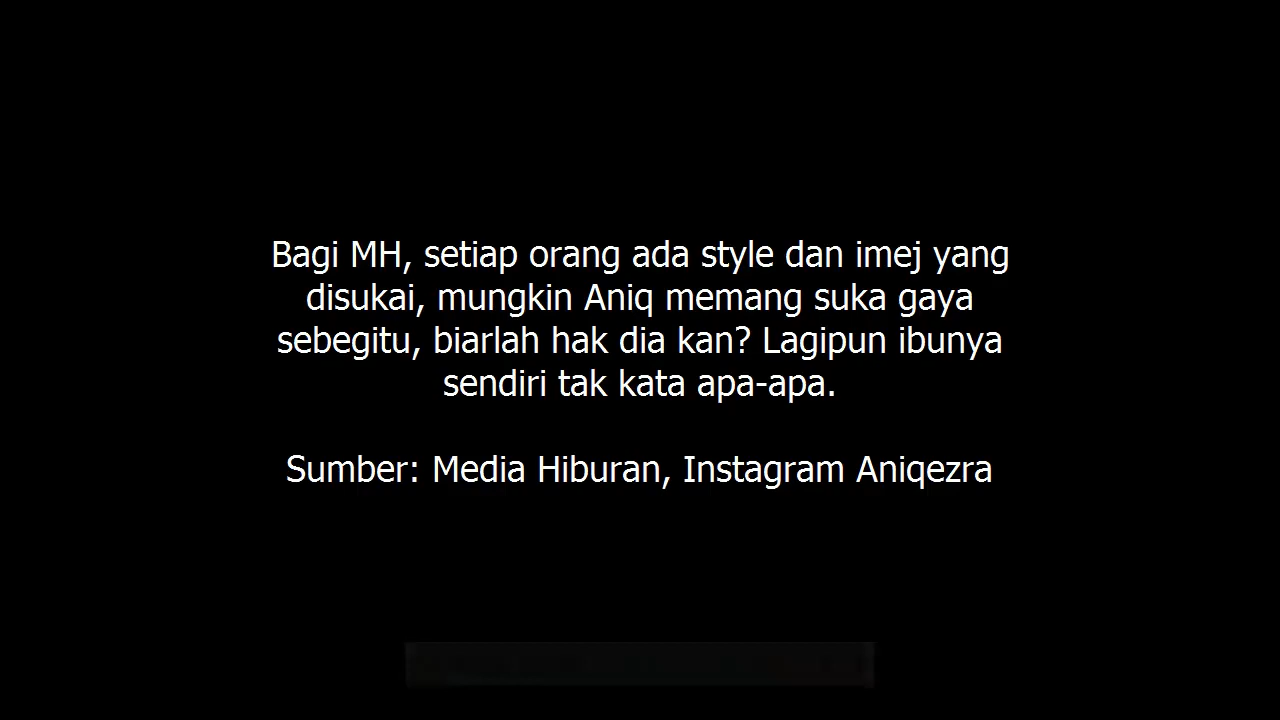 Bagi MH, setiap orang ada style dan imej yang
disukai, mungkin Aniq memang suka gaya
sebegitu, biarlah hak dia kan? Lagipun ibunya
sendiri tak kata apa-apa.
Sumber: Media Hiburan, Instagram Aniqezra